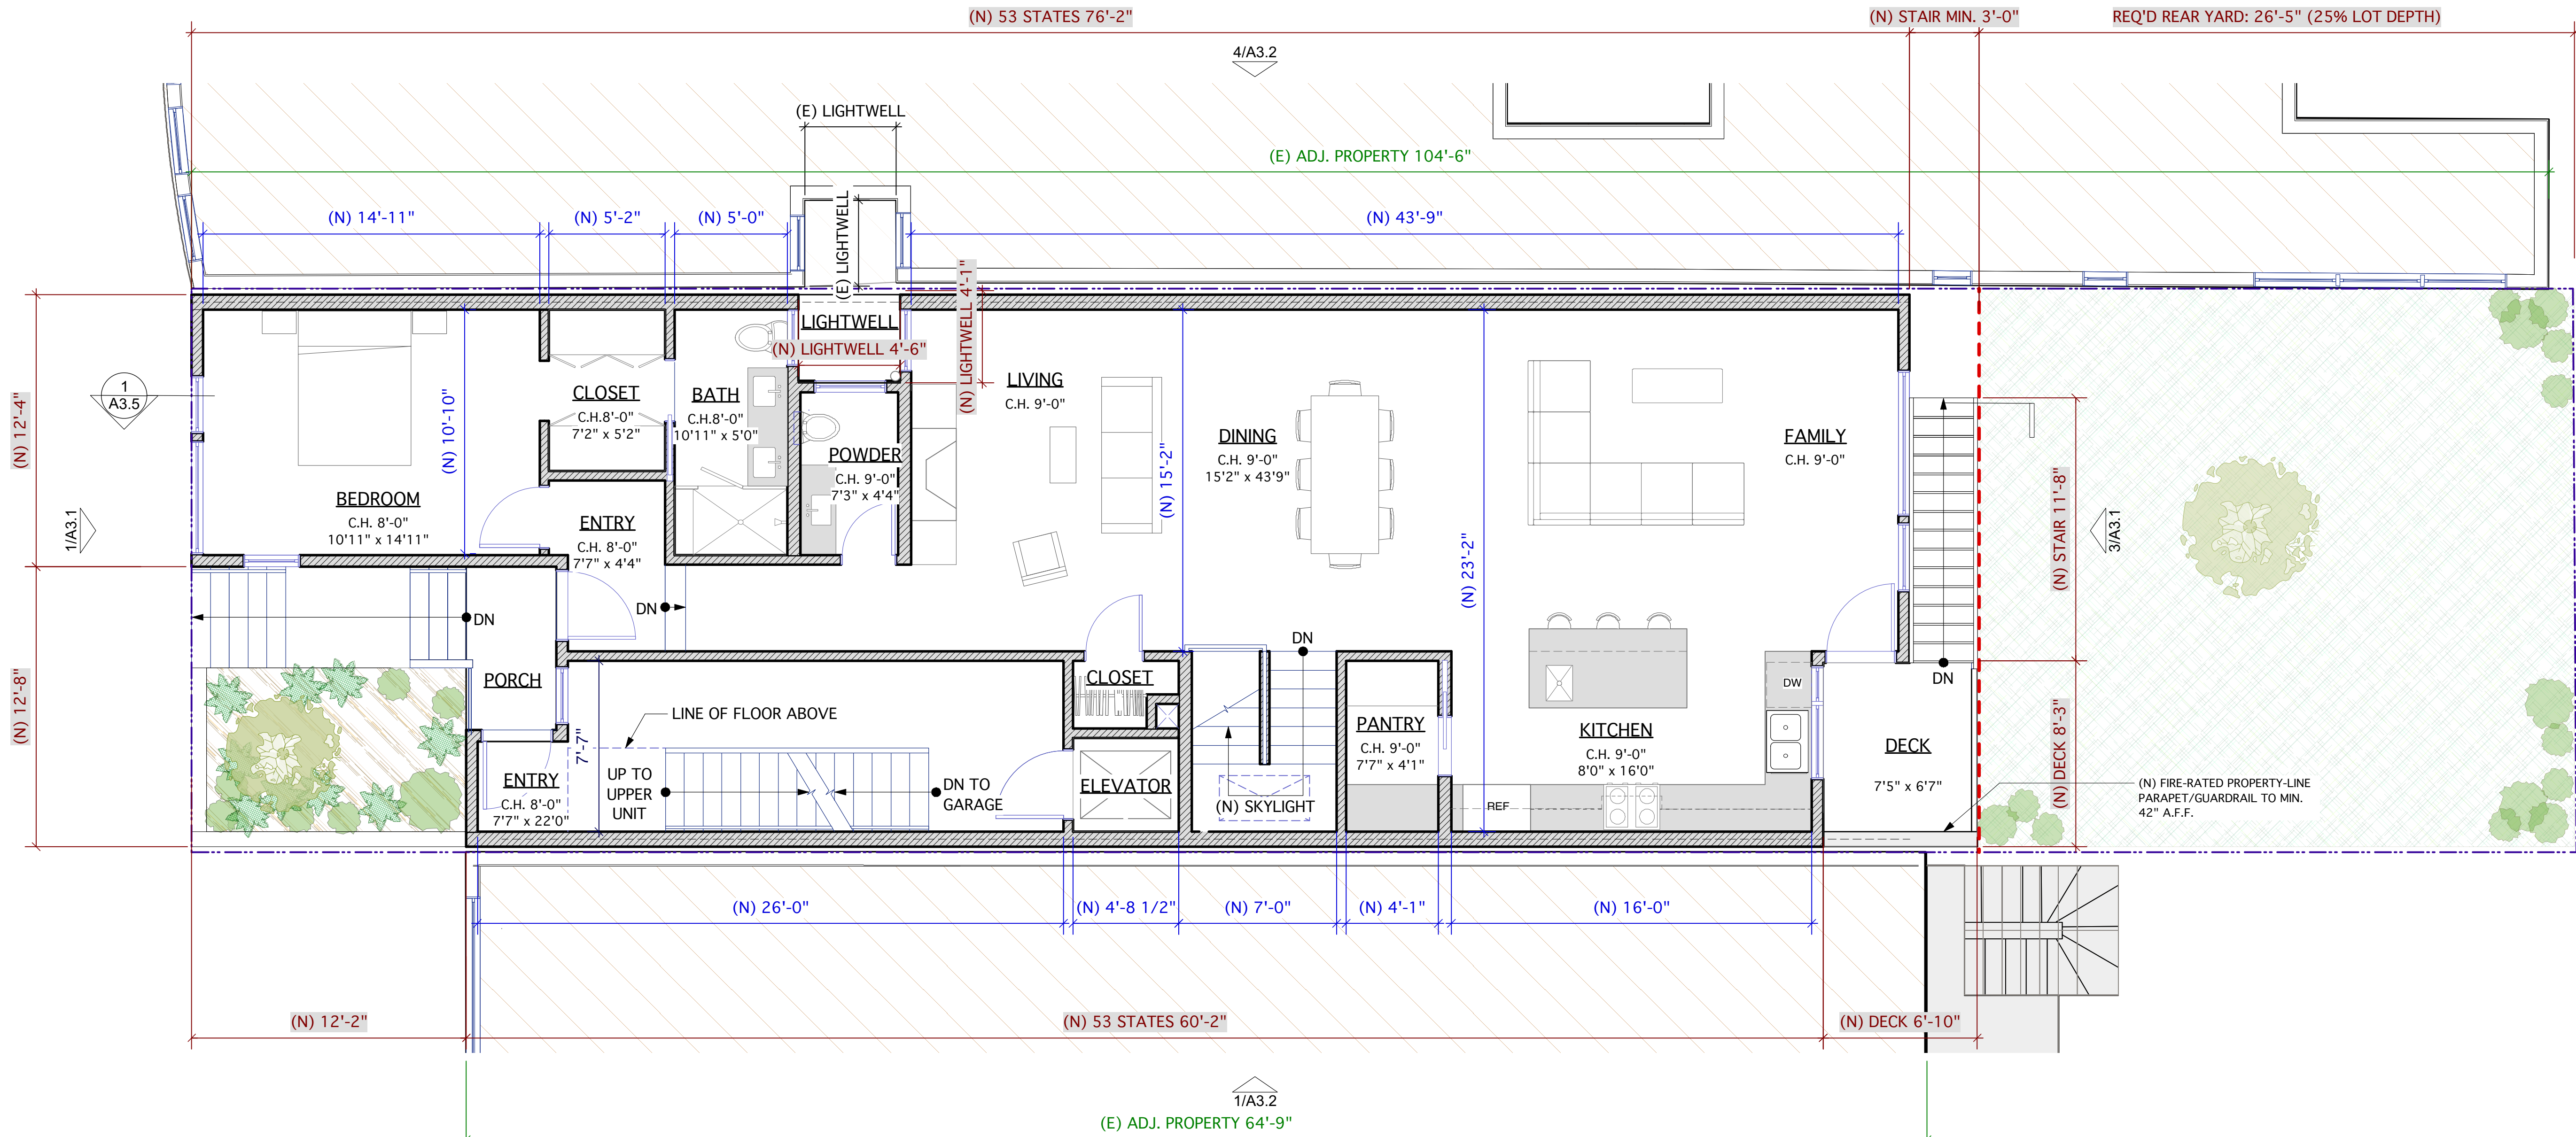 (N) 53 STATES 76'-2"
(N) STAIR MIN. 3'-0"
REQ'D REAR YARD: 26'-5" (25% LOT DEPTH)
4/A3.2
(E) LIGHTWELL
(E) ADJ. PROPERTY 104'-6"
(N) 14'-11"
(N) 5'-2"
(N) 5'-0"
(E) LIGHTWELL
(N) 43'-9"
(N) 12'-4"
1
A3.5
1/A3.1
(N) 10'-10"
BEDROOM
C.H. 8'-0"
10'11" x 14'11"
CLOSET
C.H.8'-0"
7'2" x 5'2"
BATH
C.H.8'-0"
10'11" x 5'0"
LIGHTWELL
(N) LIGHTWELL 4'-6"
(N) LIGHTWELL 4'-1"
POWDER
C.H. 9'-0"
7'3" x 4'4"
LIVING
C.H. 9'-0"
(N) 15'-2"
DINING
C.H. 9'-0"
15'2" x 43'9"
(N) 23'-2"
FAMILY
C.H. 9'-0"
(N) STAIR 11'-8"
3/A3.1
ENTRY
C.H. 8'-0"
7'7" x 4'4"
DN
DN
DN
DN
(N) 12'-8"
PORCH
LINE OF FLOOR ABOVE
7'-7"
ENTRY
C.H. 8'-0"
7'7" x 22'0"
UP TO
UPPER
UNIT
DN TO
GARAGE
CLOSET
ELEVATOR
(N) SKYLIGHT
PANTRY
C.H. 9'-0"
7'7" x 4'1"
REF
KITCHEN
C.H. 9'-0"
8'0" x 16'0"
DW
DECK
7'5" x 6'7"
(N) DECK 8'-3"
(N) FIRE-RATED PROPERTY-LINE
PARAPET/GUARDRAIL TO MIN.
42" A.F.F.
(N) 26'-0"
(N) 4'-8 1/2"
(N) 7'-0"
(N) 4'-1"
(N) 16'-0"
(N) 12'-2"
(N) 53 STATES 60'-2"
(N) DECK 6'-10"
1/A3.2
(E) ADJ. PROPERTY 64'-9"